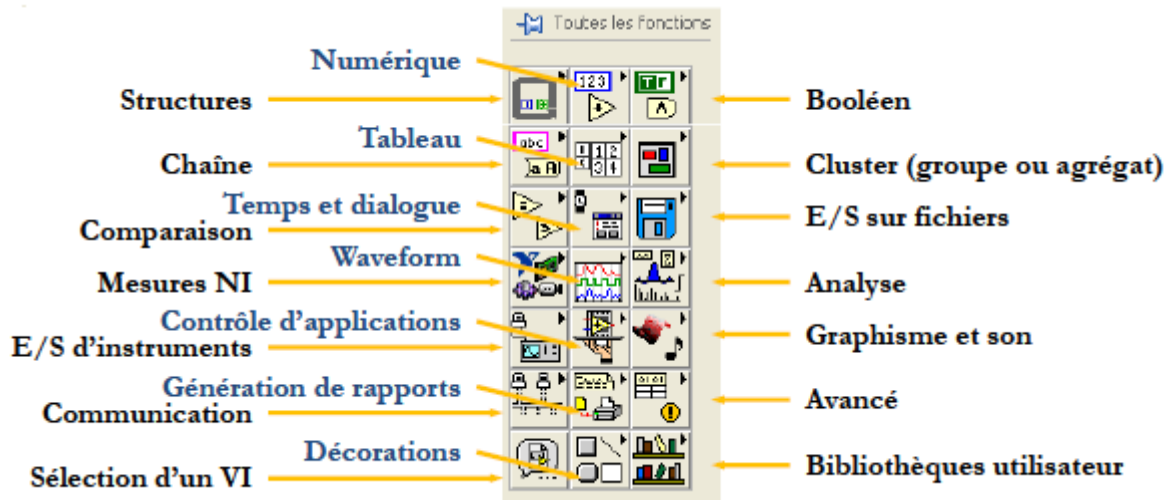 Toutes les Fonctions
Numérique
Structures
Booléen
Tableau
Chaîne
Cluster (groupe ou agrégat)
Temps et dialogue
Comparaison
E/S sur fichiers
Waveform
Mesures NI
Analyse
Contrôle d'applications
E/S d'instruments
Graphisme et son
Génération de rapports
Communication
Avancé
Décorations
Sélection d'un VI
Bibliothèques utilisateur